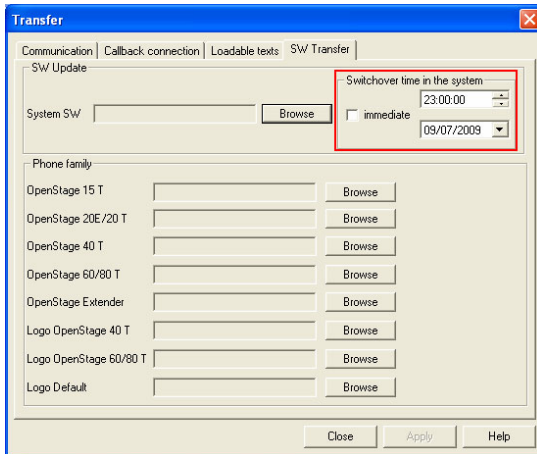 Transfer
Communication Callback connection Loadable texts SW Transfer
SW Update
Switchover time in the system
System SW Browse immediate 23:00:00
09/07/2009
Phone family
OpenStage 15 T Browse
OpenStage 20E/20 T Browse
OpenStage 40 T Browse
OpenStage 60/80 T Browse
OpenStage Extender Browse
Logo OpenStage 40 T Browse
Logo OpenStage 60/80 T Browse
Logo Default Browse
Close Apply Help